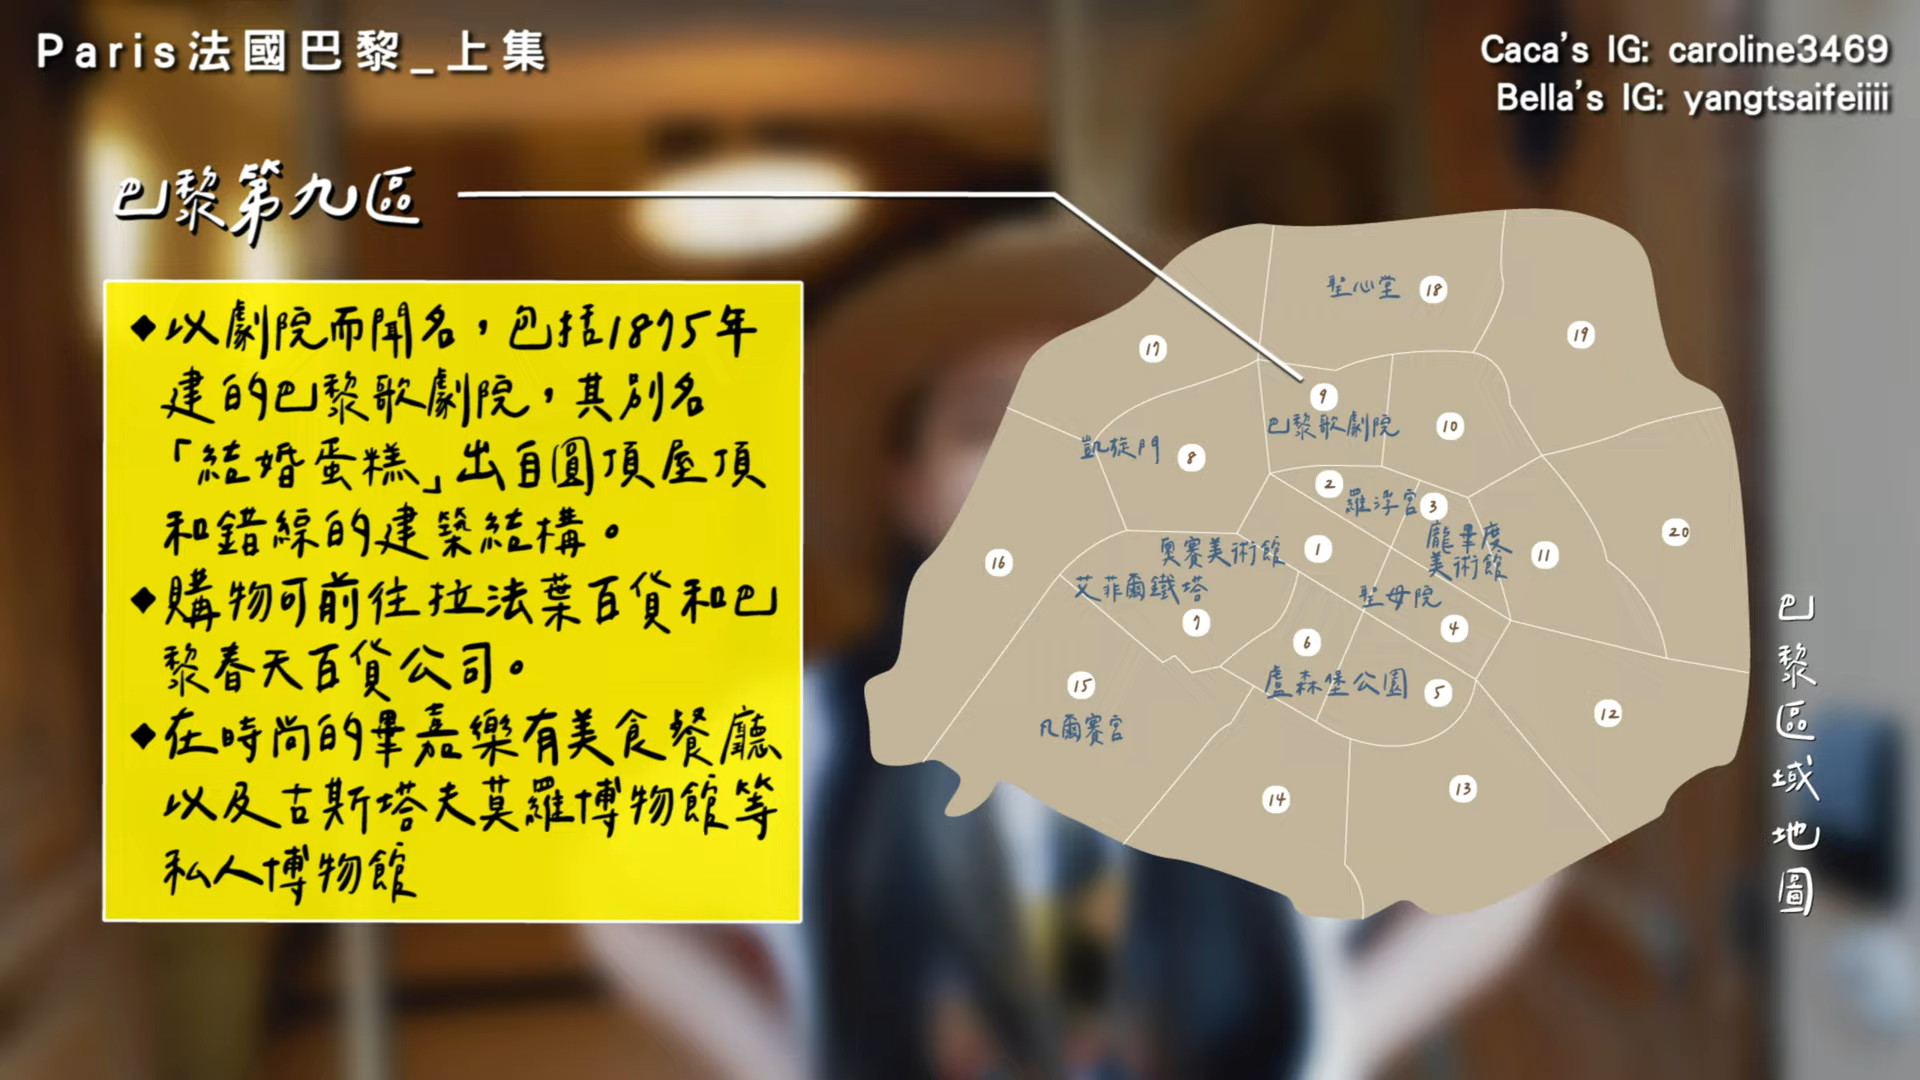 Paris法國巴黎_上集
Caca's IG: caroline3469
Bella's IG: yangtsaifeiiii
巴黎第九區
◆以劇院而聞名，包括1875年
建的巴黎歌劇院，其別名
「結婚蛋糕」出自圓頂屋頂
和錯綜的建築結構。
◆購物可前往拉法葉百貨和巴
黎春天百貨公司。
◆在時尚的畢嘉樂有美食餐廳
以及古斯塔夫莫羅博物館等
私人博物館
聖心堂 18
17
19
9
巴黎歌劇院
10
凱旋門 8
2
羅浮宮 3
龐畢度
美術館
11
20
16
奧賽美術館 1
艾菲爾鐵塔
7
聖母院
4
6
盧森堡公園 5
15
凡爾賽宮
12
14
13
巴黎區域地圖